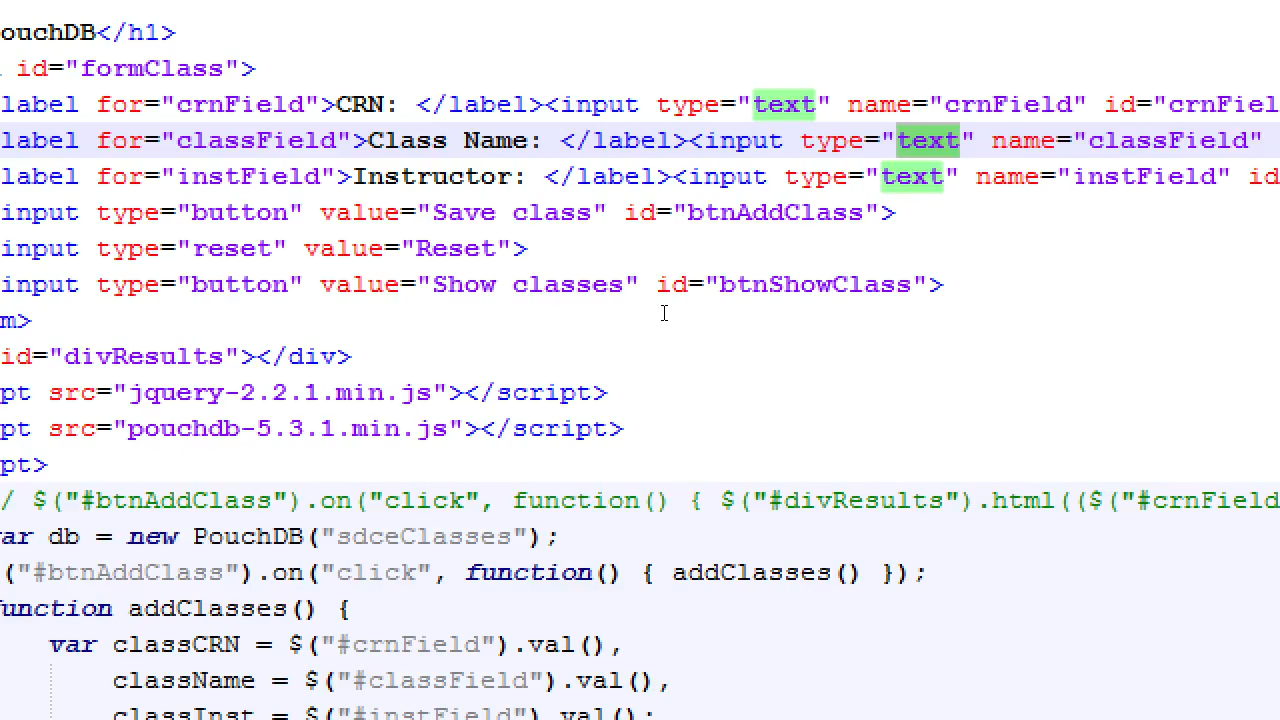 ouchDB</h1>
id="formClass">
label for="crnField">CRN: </label><input type="text" name="crnField" id="crnFiel
label for="classField">Class Name: </label><input type="text" name="classField"
label for="instField">Instructor: </label><input type="text" name="instField" id
input type="button" value="Save class" id="btnAddClass">
input type="reset" value="Reset">
input type="button" value="Show classes" id="btnShowClass">
m>
id="divResults"></div>
pt src="jquery-2.2.1.min.js"></script>
pt src="pouchdb-5.3.1.min.js"></script>
pt>
/ $("#btnAddClass").on("click", function() { $("#divResults").html(($("#crnField
var db = new PouchDB("sdceClasses");
("#btnAddClass").on("click", function() { addClasses() });
function addClasses() {
var classCRN = $("#crnField").val(),
className = $("#classField").val(),
classInst = $("#instField").val();